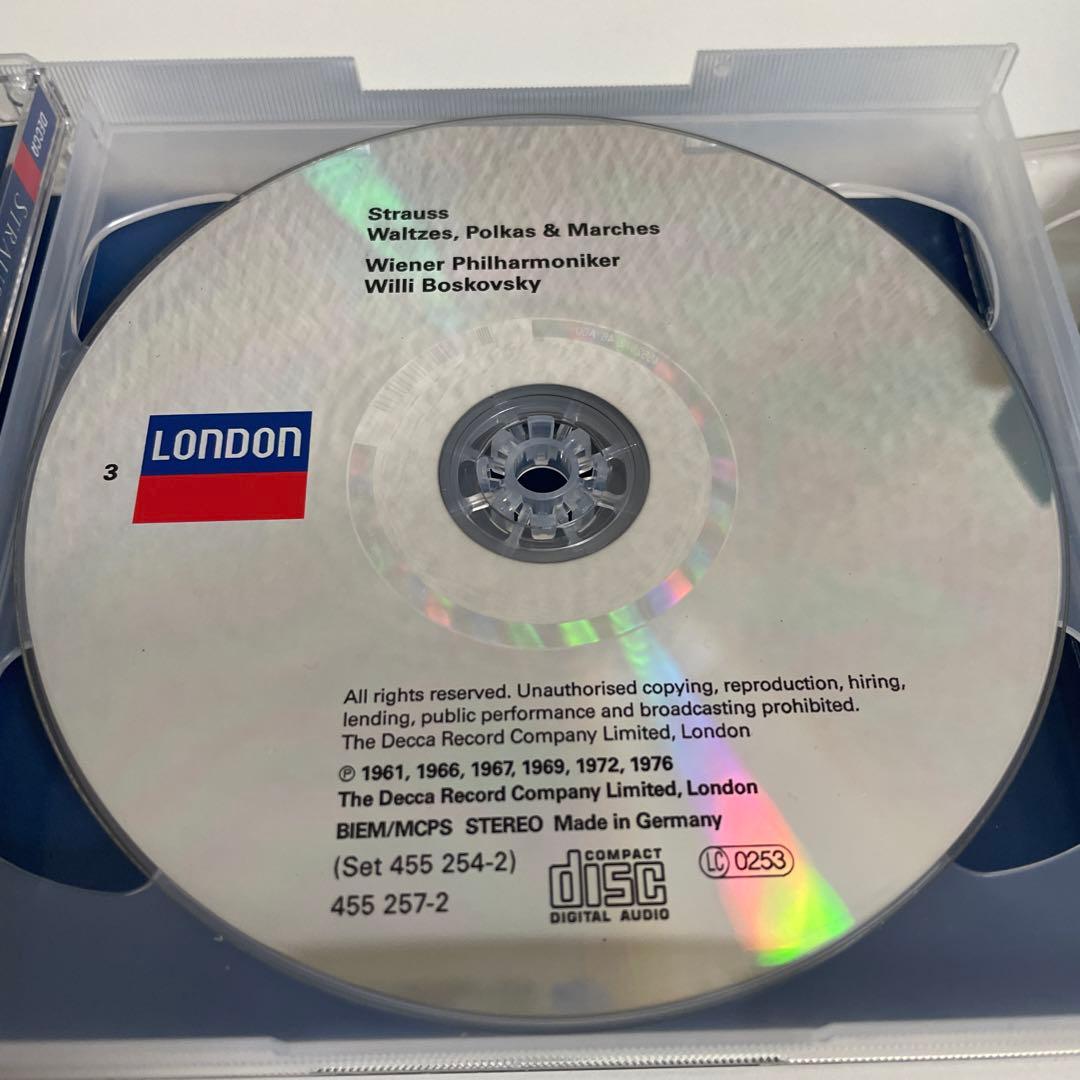 DECCA
Strauss
Waltzes, Polkas & Marches
Wiener Philharmoniker
Willi Boskovsky
3
LONDON
All rights reserved. Unauthorised copying, reproduction, hiring,
lending, public performance and broadcasting prohibited.
The Decca Record Company Limited, London
℗ 1961, 1966, 1967, 1969, 1972, 1976
The Decca Record Company Limited, London
BIEM/MCPS STEREO Made in Germany
(Set 455 254-2)
455 257-2
COMPACT
disc
DIGITAL AUDIO
LC 0253